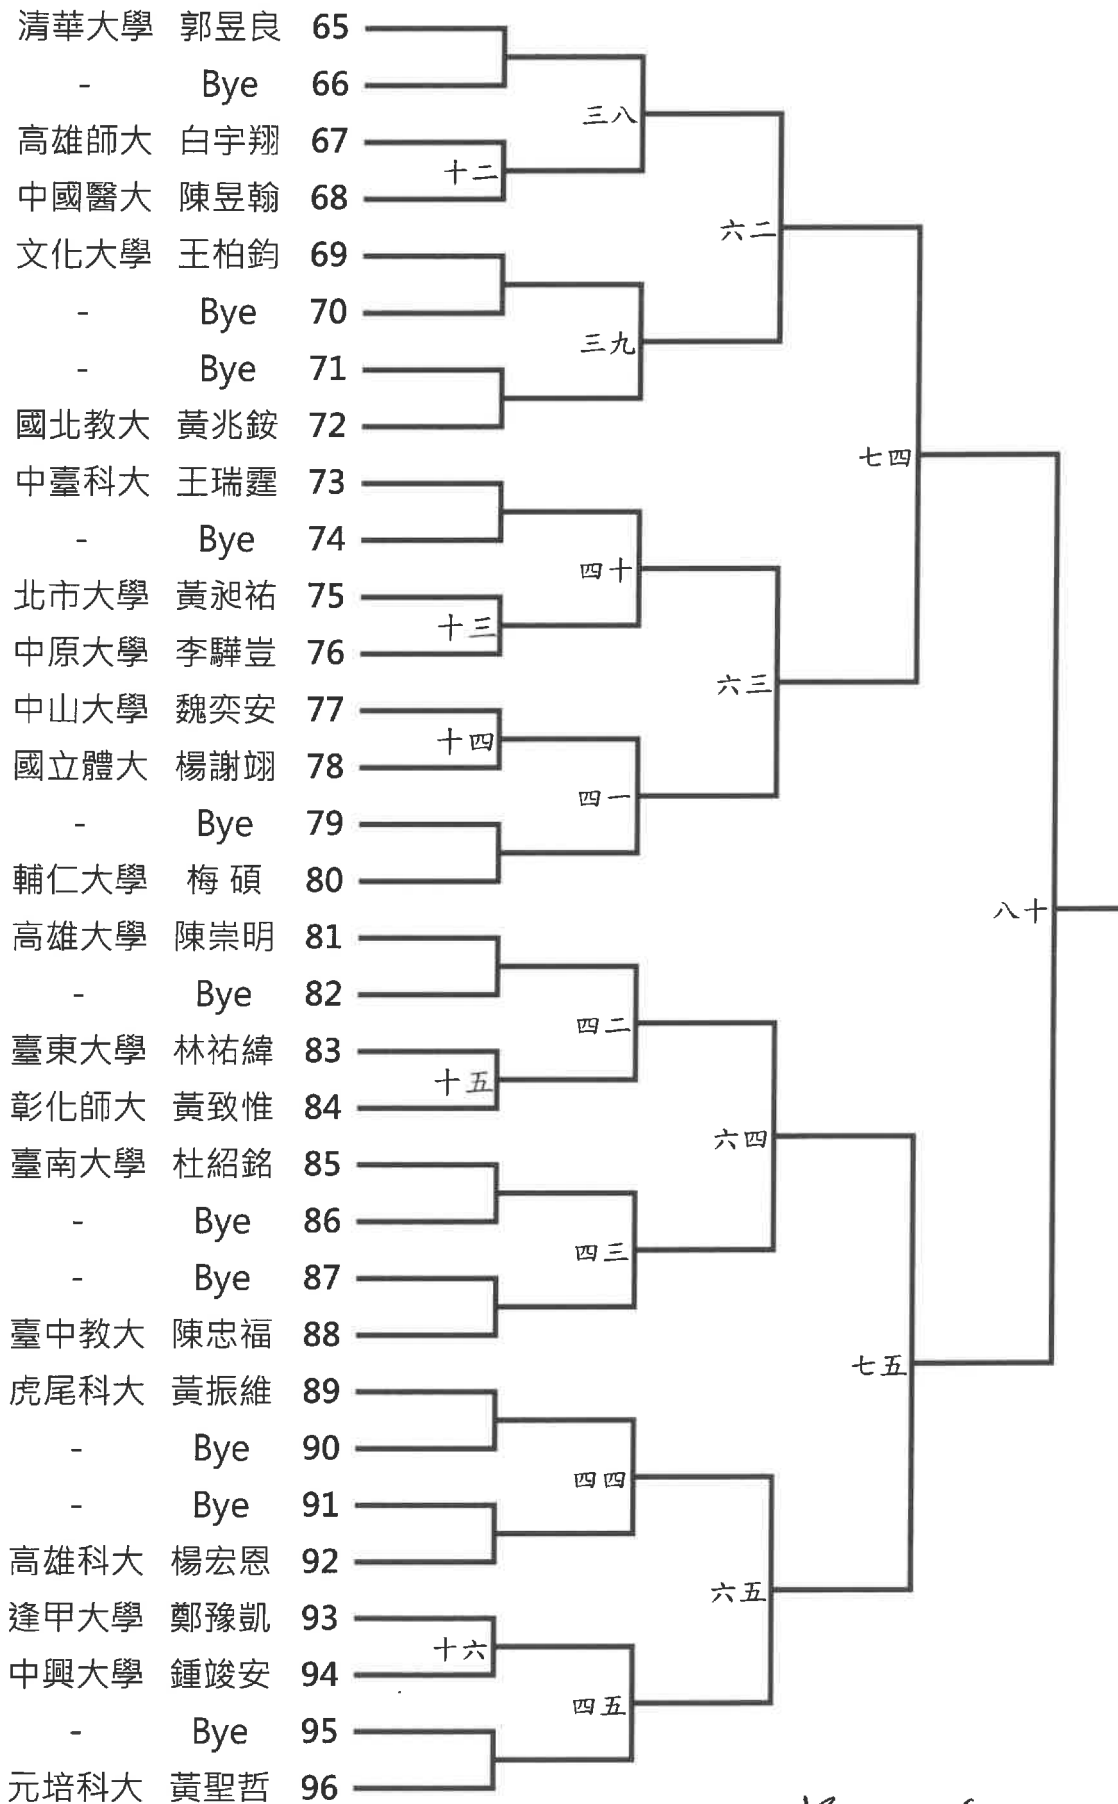 清華大學 郭昱良 65
- Bye 66
三八
高雄師大 白宇翔 67
十二
中國醫大 陳昱翰 68
六二
文化大學 王柏鈞 69
- Bye 70
三九
- Bye 71
國北教大 黃兆銨 72
七四
中臺科大 王瑞霆 73
- Bye 74
四十
北市大學 黃昶祐 75
十三
中原大學 李驊豈 76
六三
中山大學 魏奕安 77
十四
國立體大 楊謝翊 78
四一
- Bye 79
輔仁大學 梅 碩 80
八十
高雄大學 陳崇明 81
- Bye 82
四二
臺東大學 林祐緯 83
十五
彰化師大 黃致惟 84
六四
臺南大學 杜紹銘 85
- Bye 86
四三
- Bye 87
臺中教大 陳忠福 88
七五
虎尾科大 黃振維 89
- Bye 90
四四
- Bye 91
高雄科大 楊宏恩 92
六五
逢甲大學 鄭豫凱 93
十六
中興大學 鍾竣安 94
四五
- Bye 95
元培科大 黃聖哲 96